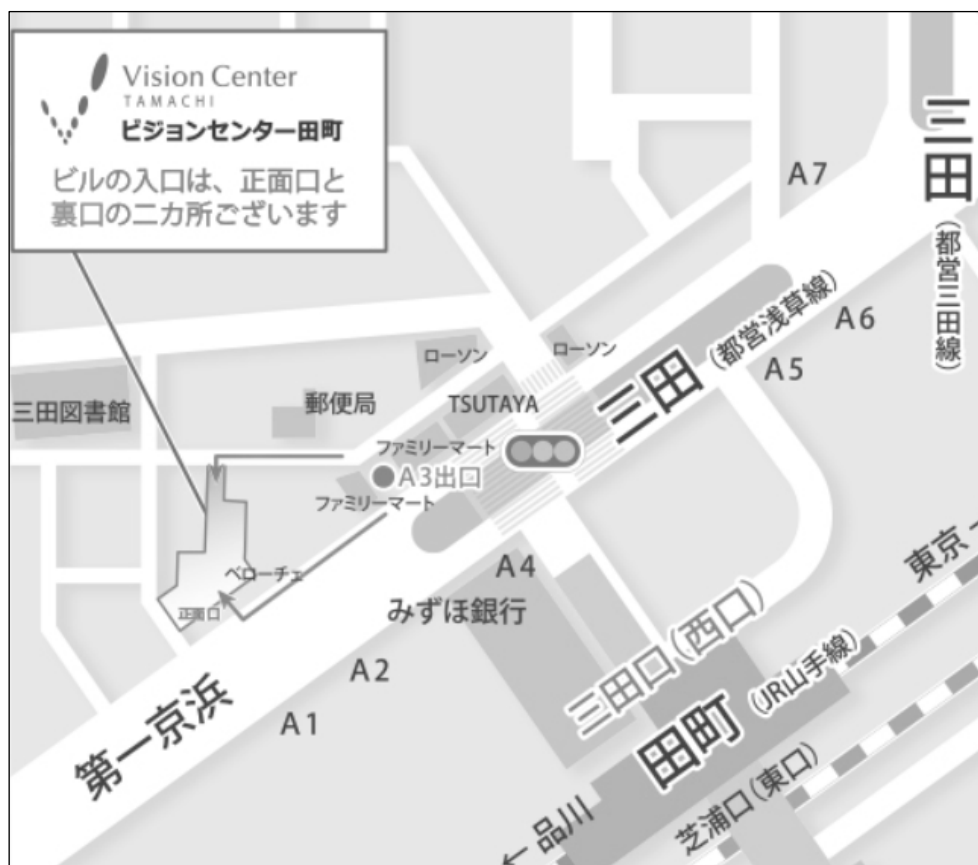 Vision Center
TAMACHI
ビジョンセンター田町
ビルの入口は、正面口と
裏口の二カ所ございます
三田
(都営三田線)
A7
A6
A5
三田
(都営浅草線)
ローソン
ローソン
三田図書館
郵便局
TSUTAYA
ファミリーマート
A3出口
ファミリーマート
ベローチェ
正面口
A4
みずほ銀行
A2
A1
第一京浜
三田口(西口)
田町
(JR山手線)
東京→
←品川
芝浦口(東口)